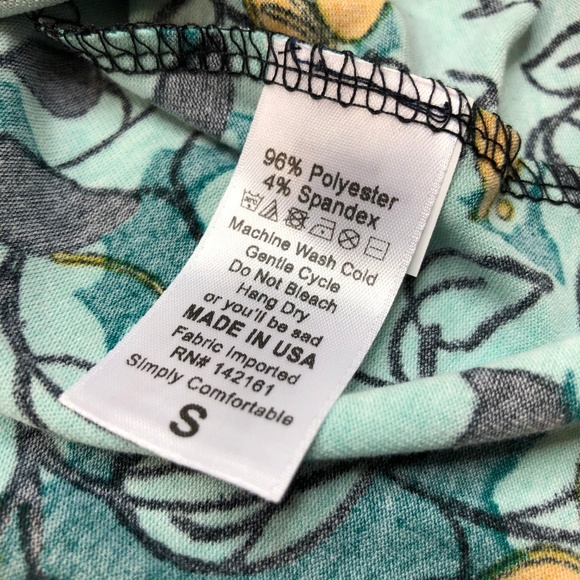 96% Polyester
4% Spandex
Machine Wash Cold
Gentle Cycle
Do Not Bleach
Hang Dry
or you'll be sad
MADE IN USA
Fabric Imported
RN# 142161
Simply Comfortable
S